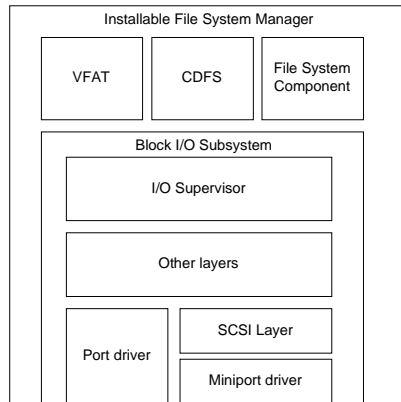 Installable File System Manager
VFAT
CDFS
File System
Component
Block I/O Subsystem
I/O Supervisor
Other layers
Port driver
SCSI Layer
Miniport driver